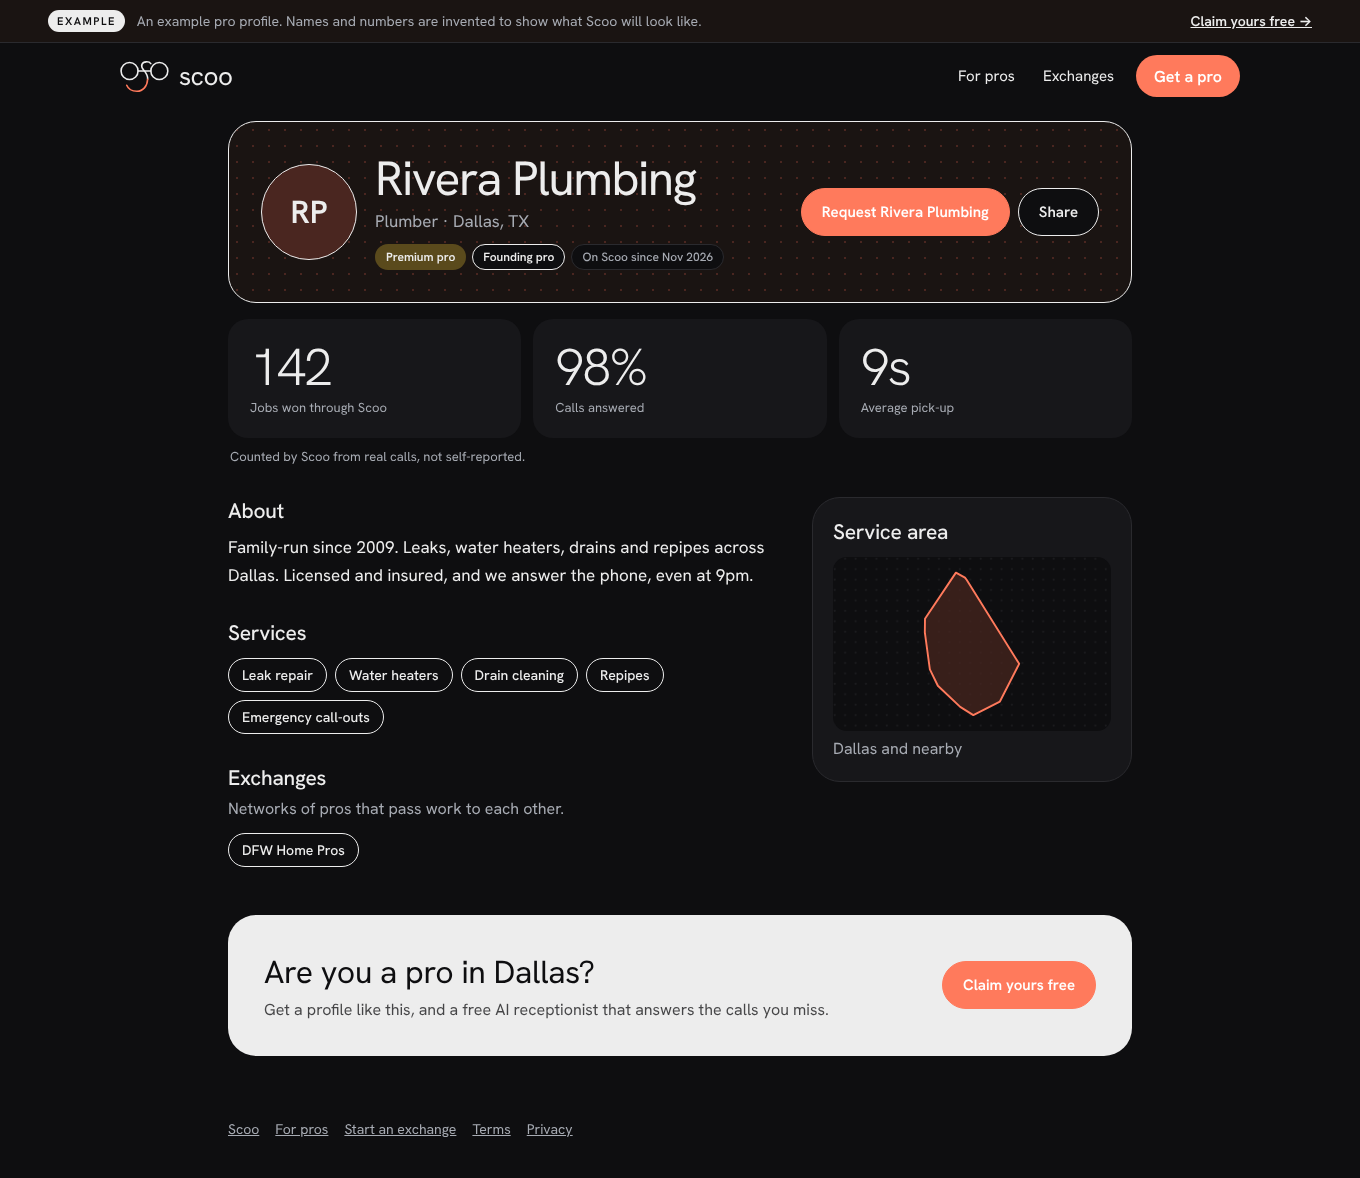 EXAMPLE An example pro profile. Names and numbers are invented to show what Scoo will look like. Claim yours free →
scoo For pros Exchanges Get a pro
RP
Rivera Plumbing
Plumber · Dallas, TX
Premium pro Founding pro On Scoo since Nov 2026
Request Rivera Plumbing Share
142
Jobs won through Scoo
98%
Calls answered
9s
Average pick-up
Counted by Scoo from real calls, not self-reported.
About
Family-run since 2009. Leaks, water heaters, drains and repipes across
Dallas. Licensed and insured, and we answer the phone, even at 9pm.
Services
Leak repair Water heaters Drain cleaning Repipes
Emergency call-outs
Exchanges
Networks of pros that pass work to each other.
DFW Home Pros
Service area
Dallas and nearby
Are you a pro in Dallas?
Get a profile like this, and a free AI receptionist that answers the calls you miss.
Claim yours free
Scoo For pros Start an exchange Terms Privacy